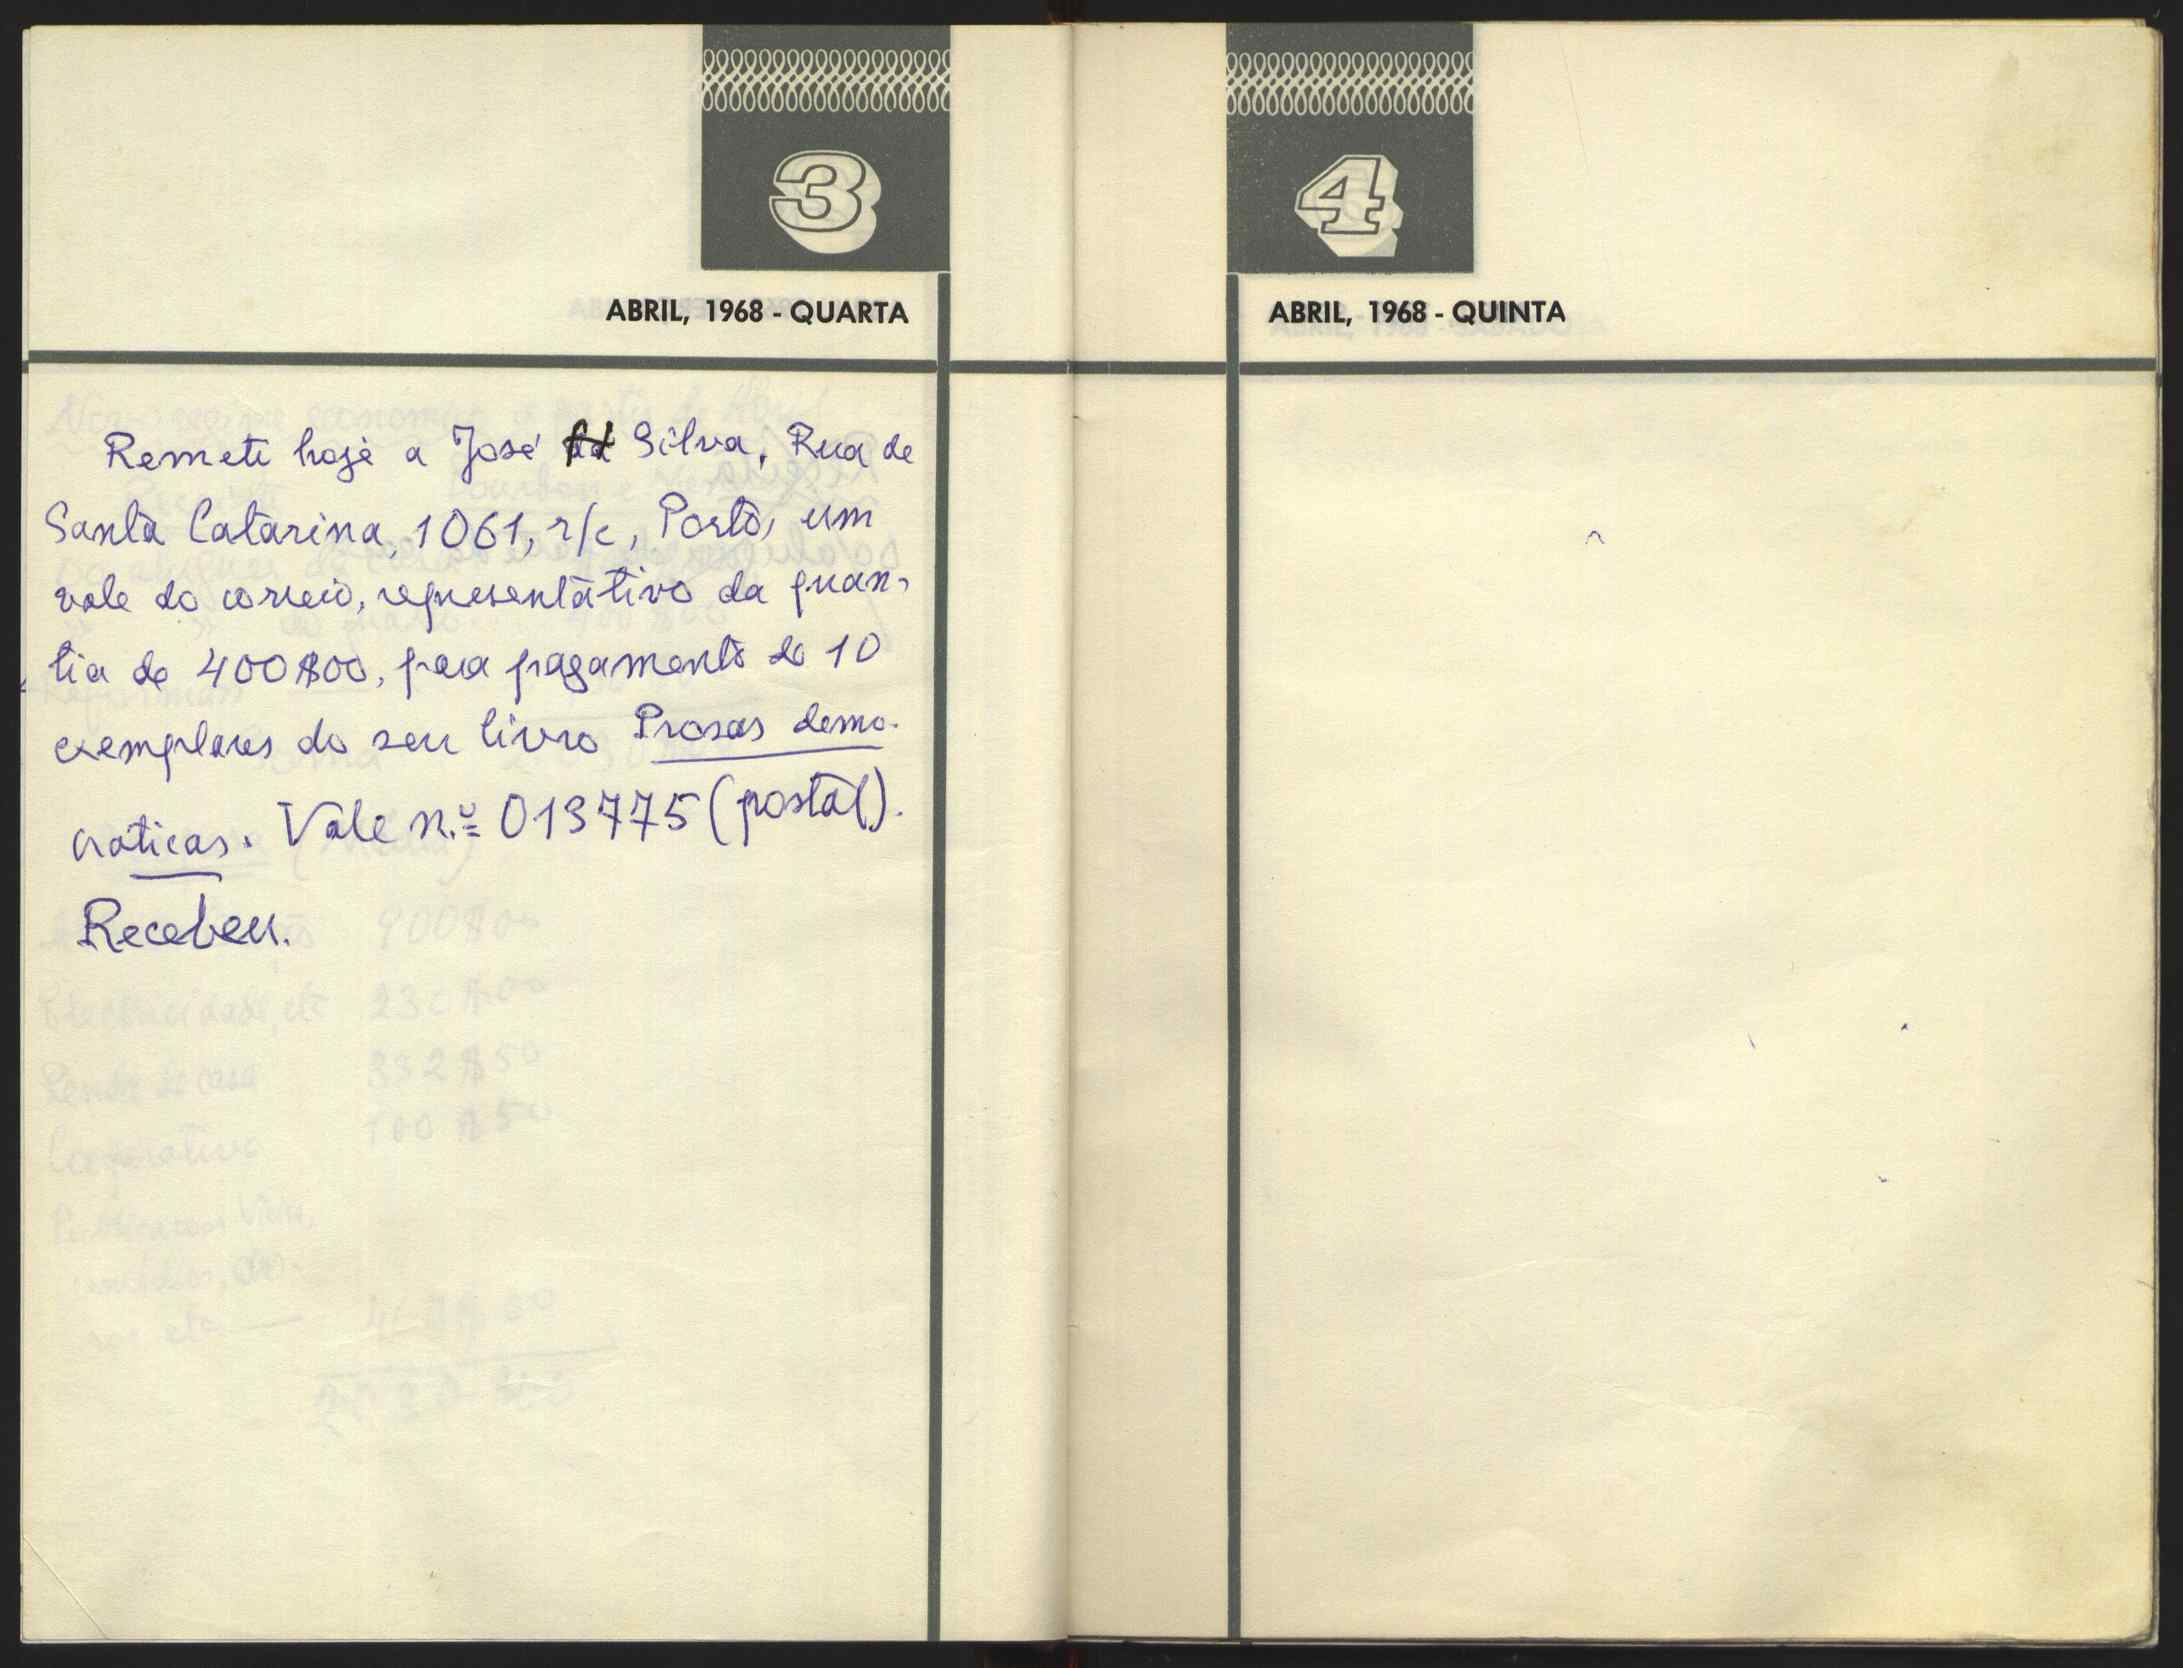 3
ABRIL, 1968 - QUARTA
Remeti hoje a José Silva, Rua de
Santa Catarina, 1061, r/c, Porto, um
vale do correio, representativo da quan-
tia de 400$00, para pagamento de 10
exemplares do seu livro Prosas demo-
cráticas. Vale n.º 013775 (postal).
Recebeu.
4
ABRIL, 1968 - QUINTA